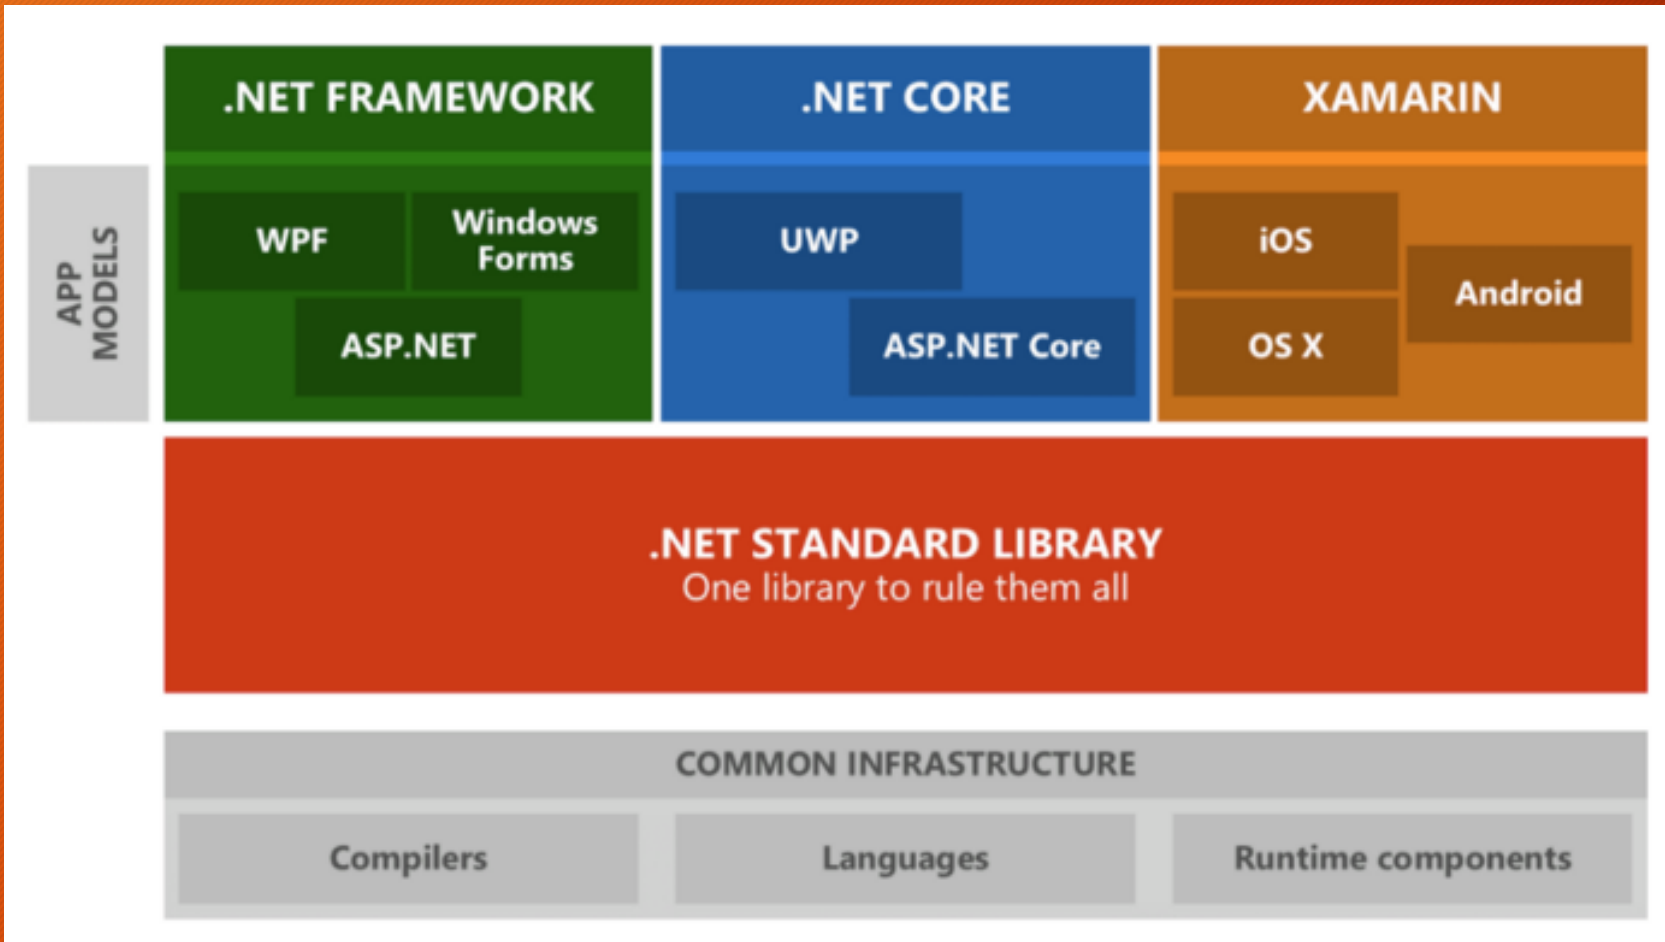 .NET FRAMEWORK
.NET CORE
XAMARIN
APP
MODELS
WPF
Windows
Forms
ASP.NET
UWP
ASP.NET Core
iOS
Android
OS X
.NET STANDARD LIBRARY
One library to rule them all
COMMON INFRASTRUCTURE
Compilers
Languages
Runtime components